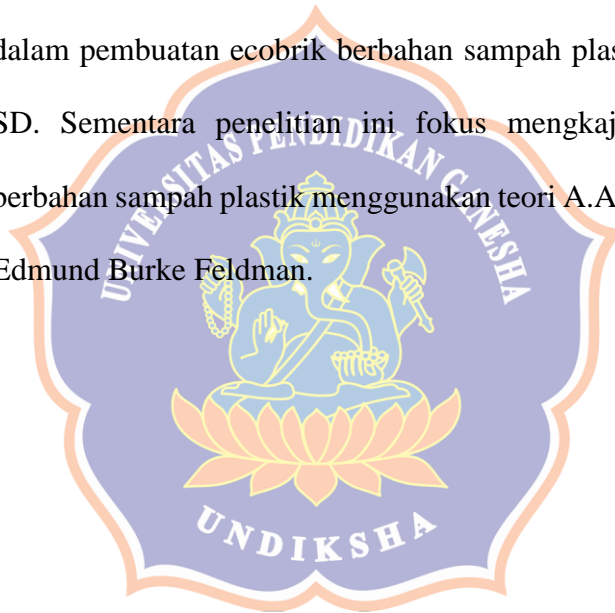 dalam pembuatan ecobrik berbahan sampah plas
SD. Sementara penelitian ini fokus mengkaj
berbahan sampah plastik menggunakan teori A.A
Edmund Burke Feldman.
UNIVERSITAS PENDIDIKAN GANESHA
UNDIKSHA